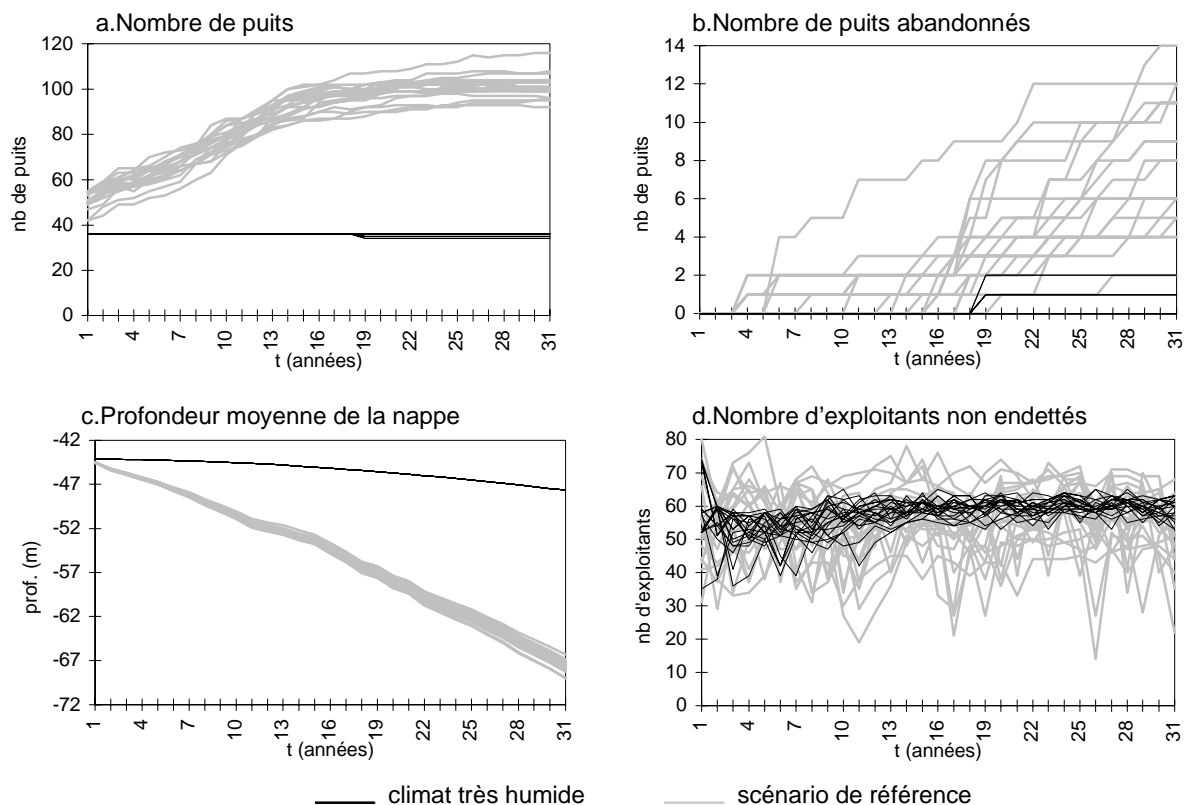 a.Nombre de puits
nb de puits
120
100
80
60
40
20
0
1 4 7 10 13 16 19 22 25 28 31
t (années)
b.Nombre de puits abandonnés
nb de puits
14
12
10
8
6
4
2
0
1 4 7 10 13 16 19 22 25 28 31
t (années)
c.Profondeur moyenne de la nappe
prof. (m)
-42
-47
-52
-57
-62
-67
-72
1 4 7 10 13 16 19 22 25 28 31
t (années)
d.Nombre d'exploitants non endettés
nb d'exploitants
80
70
60
50
40
30
20
10
0
1 4 7 10 13 16 19 22 25 28 31
t (années)
climat très humide
scénario de référence